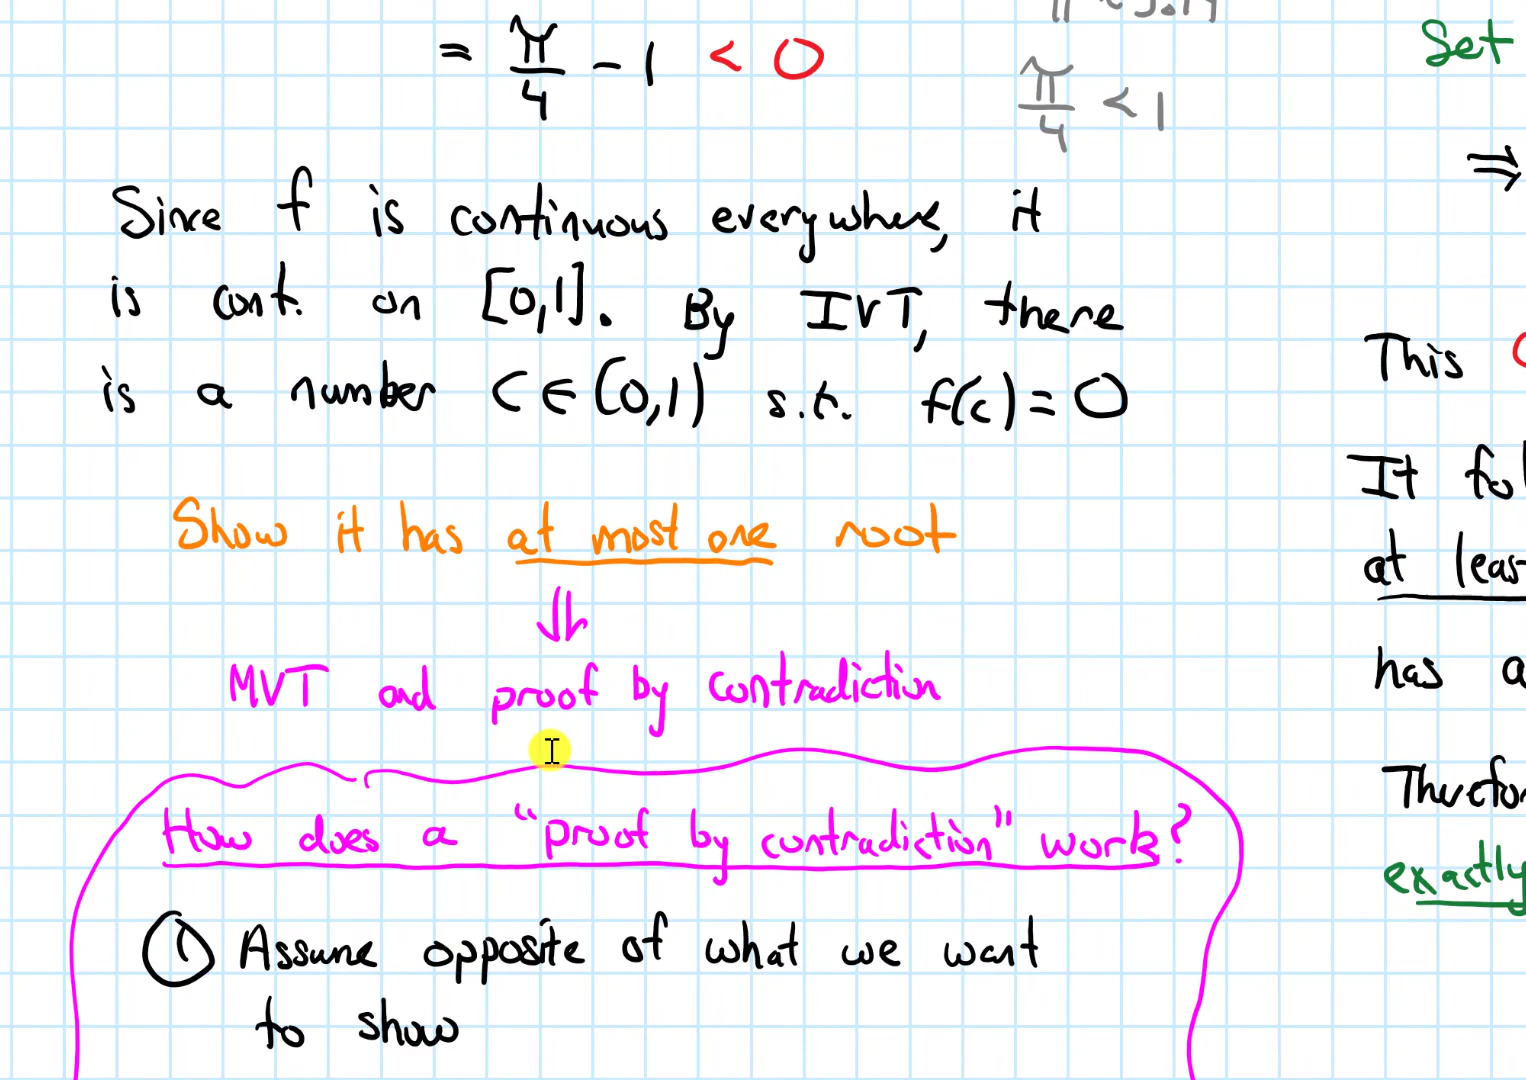 = π/4 - 1 < 0
π/4 < 1
Set
⇒
Since f is continuous everywhere, it
is cont. on [0,1]. By IVT, there
is a number c ∈ (0,1) s.t. f(c) = 0
Show it has at most one root
⇓
MVT and proof by contradiction
How does a "proof by contradiction" work?
① Assume opposite of what we want
to show
This
It fol
at leas
has a
Therefor
exactly